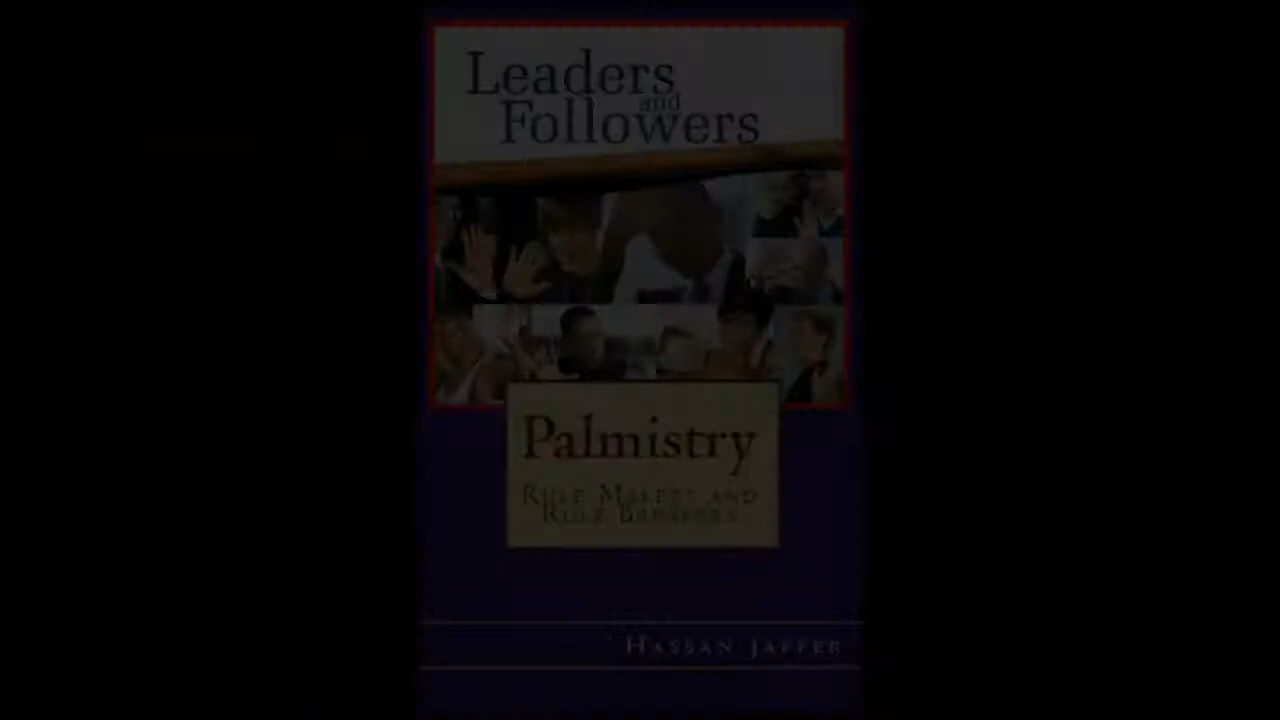 Leaders
and
Followers
Palmistry
RULE MAKERS AND
RULE BREAKERS
HASSAN JAFFER